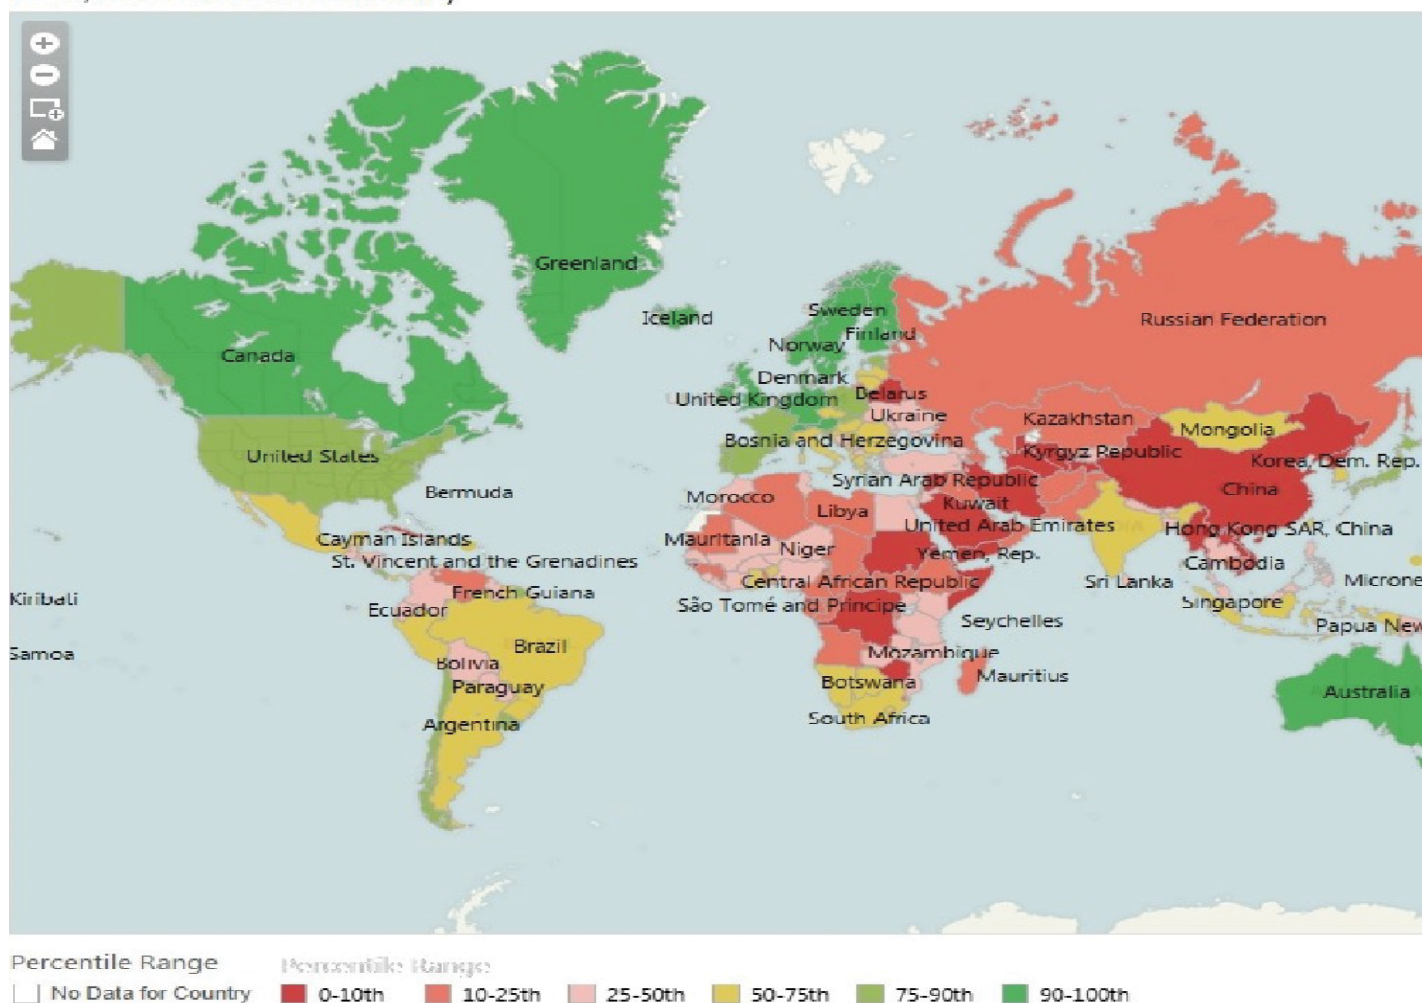 Greenland
Iceland
Sweden
Finland
Norway
Russian Federation
Canada
Denmark
United Kingdom
Belarus
Ukraine
Kazakhstan
Mongolia
Bosnia and Herzegovina
Kyrgyz Republic
Korea, Dem. Rep.
United States
Syrian Arab Republic
China
Bermuda
Morocco
Kuwait
Libya
United Arab Emirates
Hong Kong SAR, China
Cayman Islands
Mauritania
Niger
Yemen, Rep.
St. Vincent and the Grenadines
Cambodia
Central African Republic
Sri Lanka
Microne
French Guiana
Kiribati
Ecuador
São Tomé and Principe
Singapore
Seychelles
Papua New
Brazil
Samoa
Bolivia
Mozambique
Mauritius
Paraguay
Botswana
Australia
Argentina
South Africa
Percentile Range
Percentile Range
No Data for Country
0-10th
10-25th
25-50th
50-75th
75-90th
90-100th